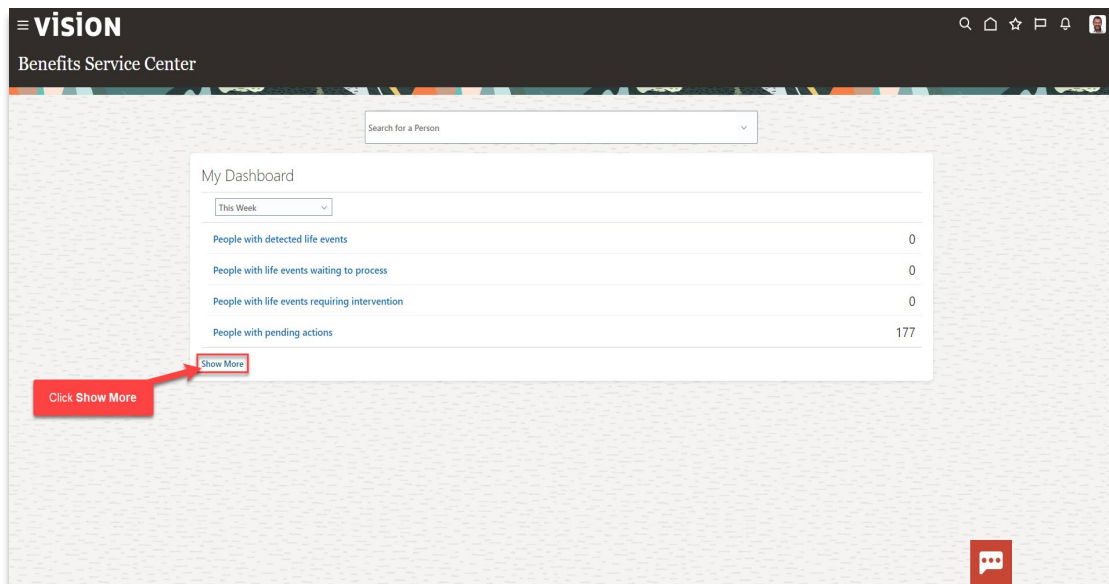 vision
Benefits Service Center
Search for a Person
My Dashboard
This Week
People with detected life events 0
People with life events waiting to process 0
People with life events requiring intervention 0
People with pending actions 177
Show More
Click Show More